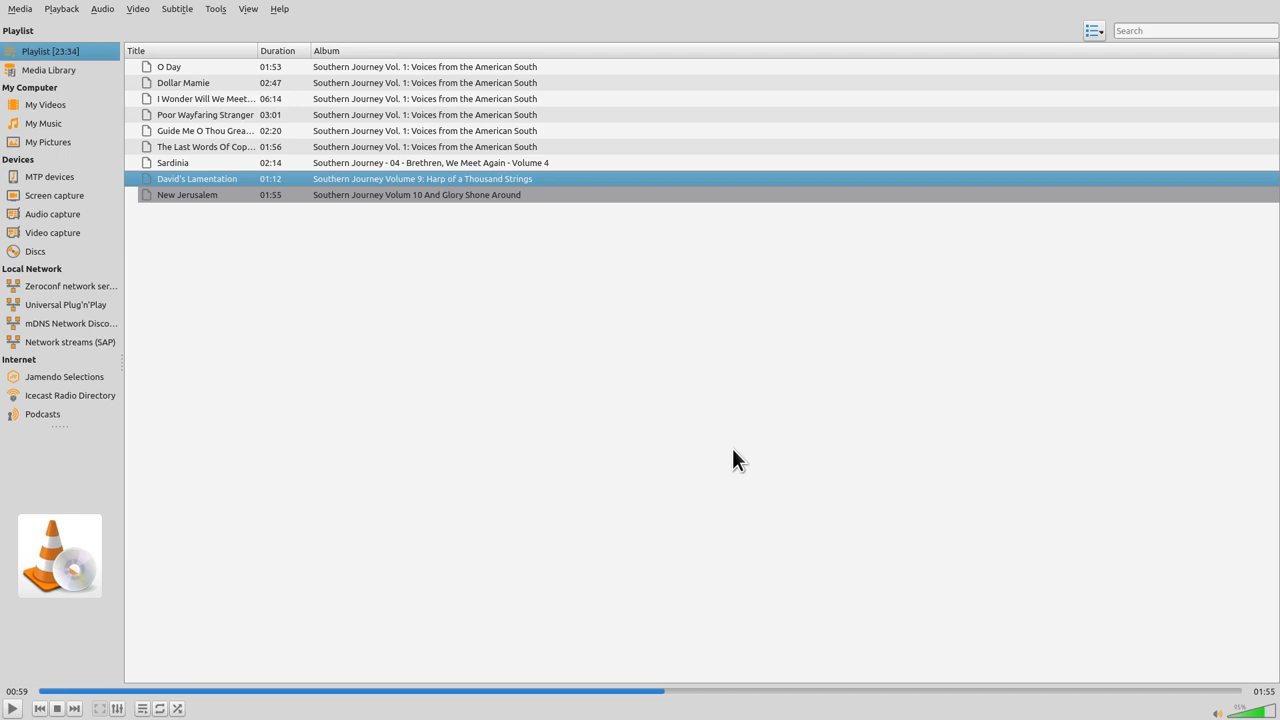 Media Playback Audio Video Subtitle Tools View Help
Playlist
Search
Playlist [23:34]
Media Library
My Computer
My Videos
My Music
My Pictures
Devices
MTP devices
Screen capture
Audio capture
Video capture
Discs
Local Network
Zeroconf network ser...
Universal Plug'n'Play
mDNS Network Disco...
Network streams (SAP)
Internet
Jamendo Selections
Icecast Radio Directory
Podcasts
Title Duration Album
O Day 01:53 Southern Journey Vol. 1: Voices from the American South
Dollar Mamie 02:47 Southern Journey Vol. 1: Voices from the American South
I Wonder Will We Meet... 06:14 Southern Journey Vol. 1: Voices from the American South
Poor Wayfaring Stranger 03:01 Southern Journey Vol. 1: Voices from the American South
Guide Me O Thou Grea... 02:20 Southern Journey Vol. 1: Voices from the American South
The Last Words Of Cop... 01:56 Southern Journey Vol. 1: Voices from the American South
Sardinia 02:14 Southern Journey - 04 - Brethren, We Meet Again - Volume 4
David's Lamentation 01:12 Southern Journey Volume 9: Harp of a Thousand Strings
New Jerusalem 01:55 Southern Journey Volum 10 And Glory Shone Around
00:59 01:55
91%